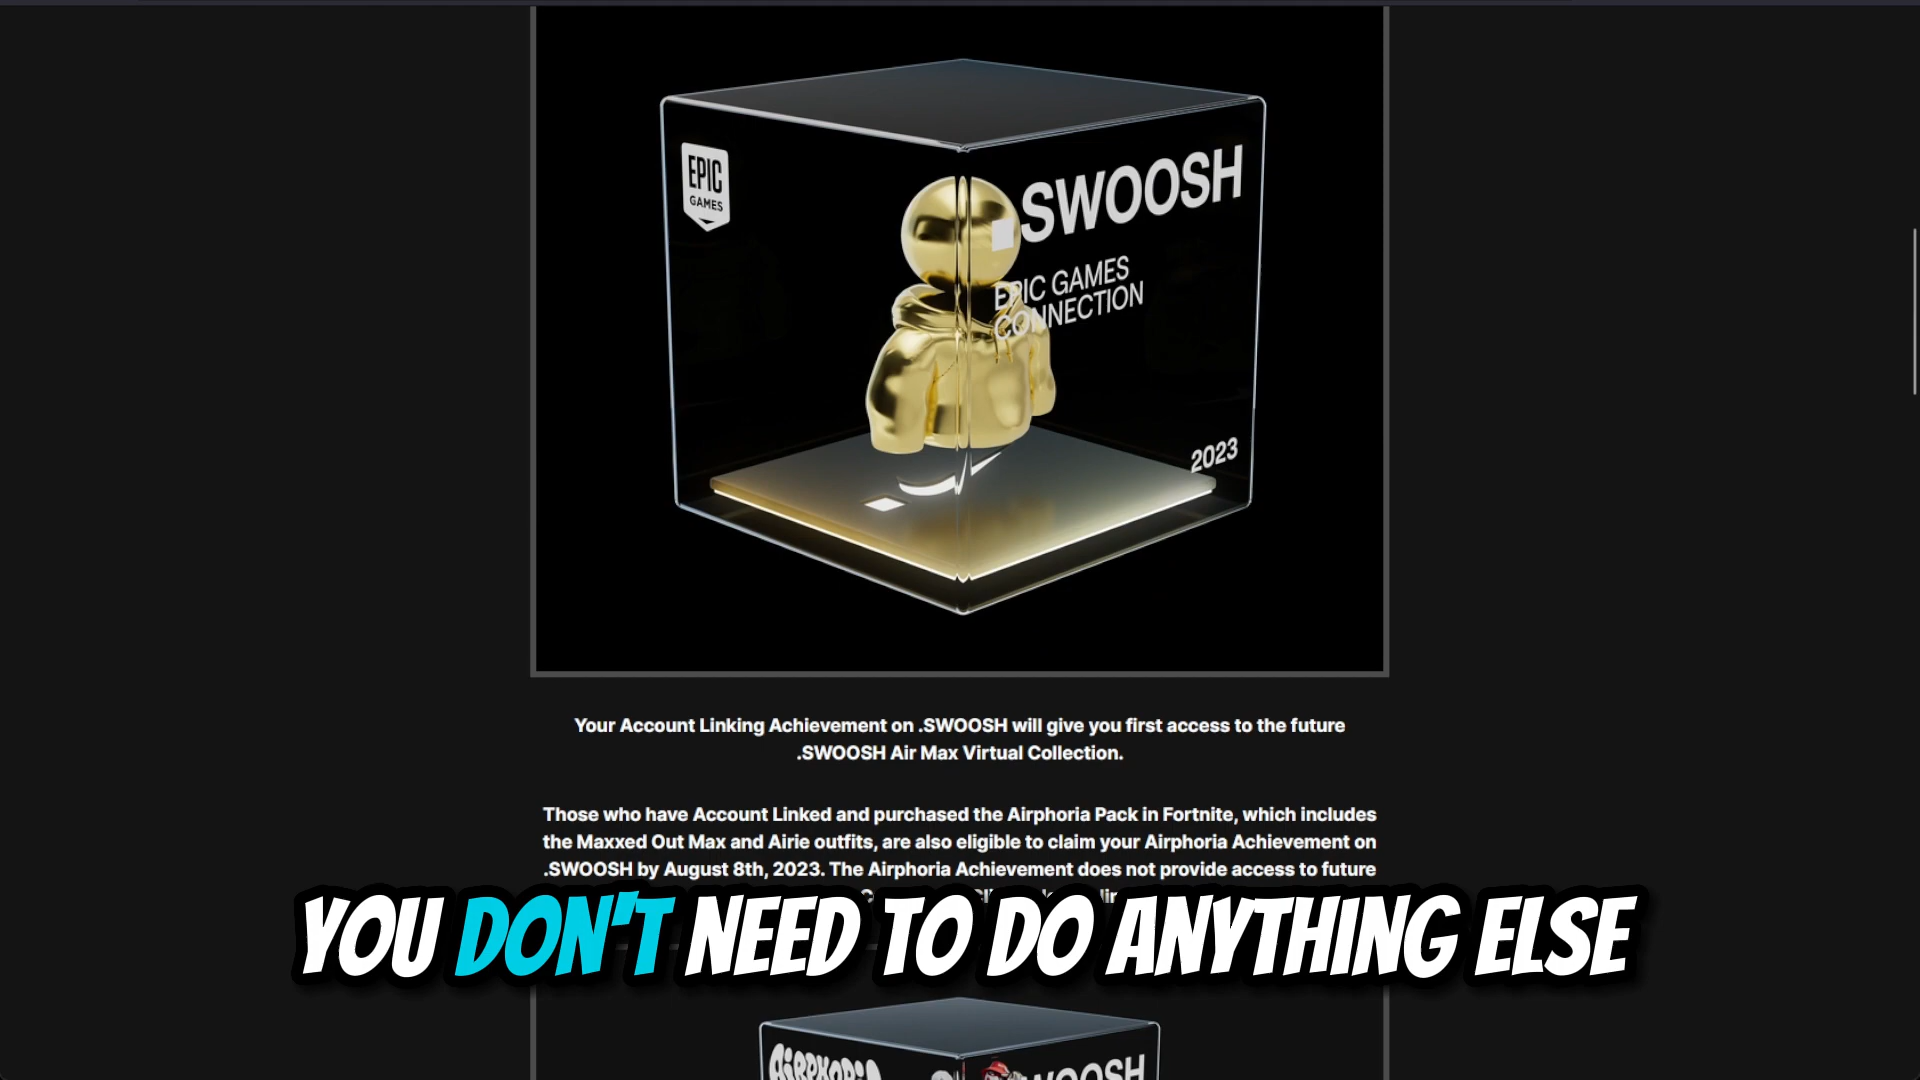 EPIC
GAMES
.SWOOSH
EPIC GAMES
CONNECTION
2023
Your Account Linking Achievement on .SWOOSH will give you first access to the future
.SWOOSH Air Max Virtual Collection.
Those who have Account Linked and purchased the Airphoria Pack in Fortnite, which includes
the Maxxed Out Max and Airie outfits, are also eligible to claim your Airphoria Achievement on
.SWOOSH by August 8th, 2023. The Airphoria Achievement does not provide access to future
YOU DON'T NEED TO DO ANYTHING ELSE
AIRPHORIA
WOOSH